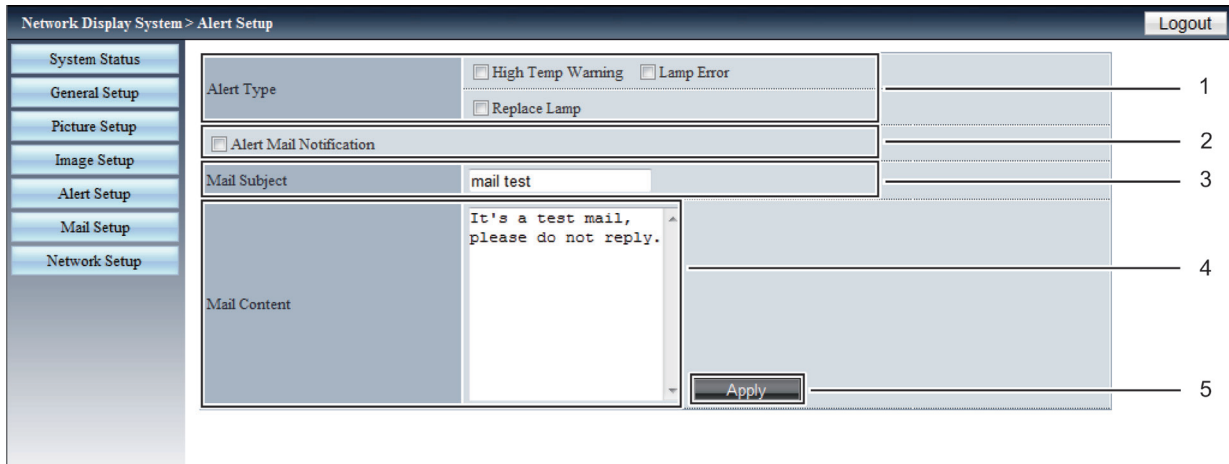 Network Display System > Alert Setup
Logout
System Status
General Setup
Picture Setup
Image Setup
Alert Setup
Mail Setup
Network Setup
Alert Type
High Temp Warning Lamp Error
Replace Lamp
1
Alert Mail Notification
2
Mail Subject
mail test
3
Mail Content
It's a test mail,
please do not reply.
4
Apply
5